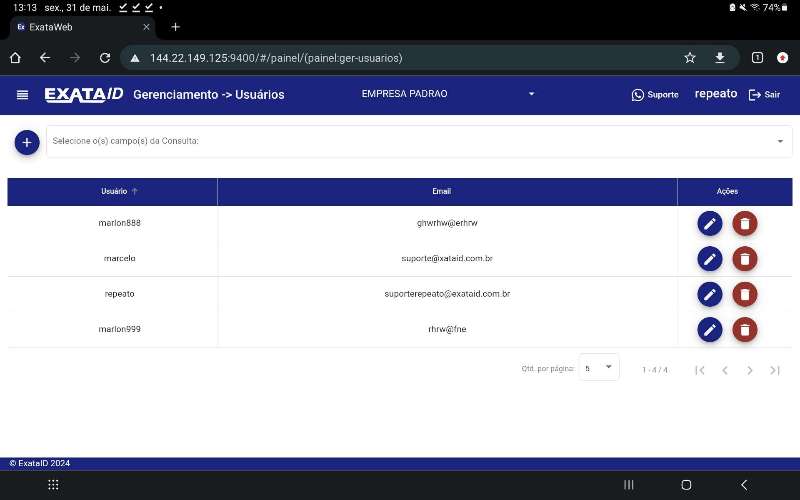 13:13 sex., 31 de mai.
74%
Ex ExataWeb
144.22.149.125:9400/#/painel/(painel:ger-usuarios)
1
EXATAID Gerenciamento -> Usuários EMPRESA PADRAO Suporte repeato Sair
Selecione o(s) campo(s) da Consulta:
Usuário Email Ações
marlon888 ghwrhw@erhrw
marcelo suporte@xataid.com.br
repeato suporterepeato@exataid.com.br
marlon999 rhrw@fne
Qtd. por página: 5 1 - 4 / 4
© ExataID 2024